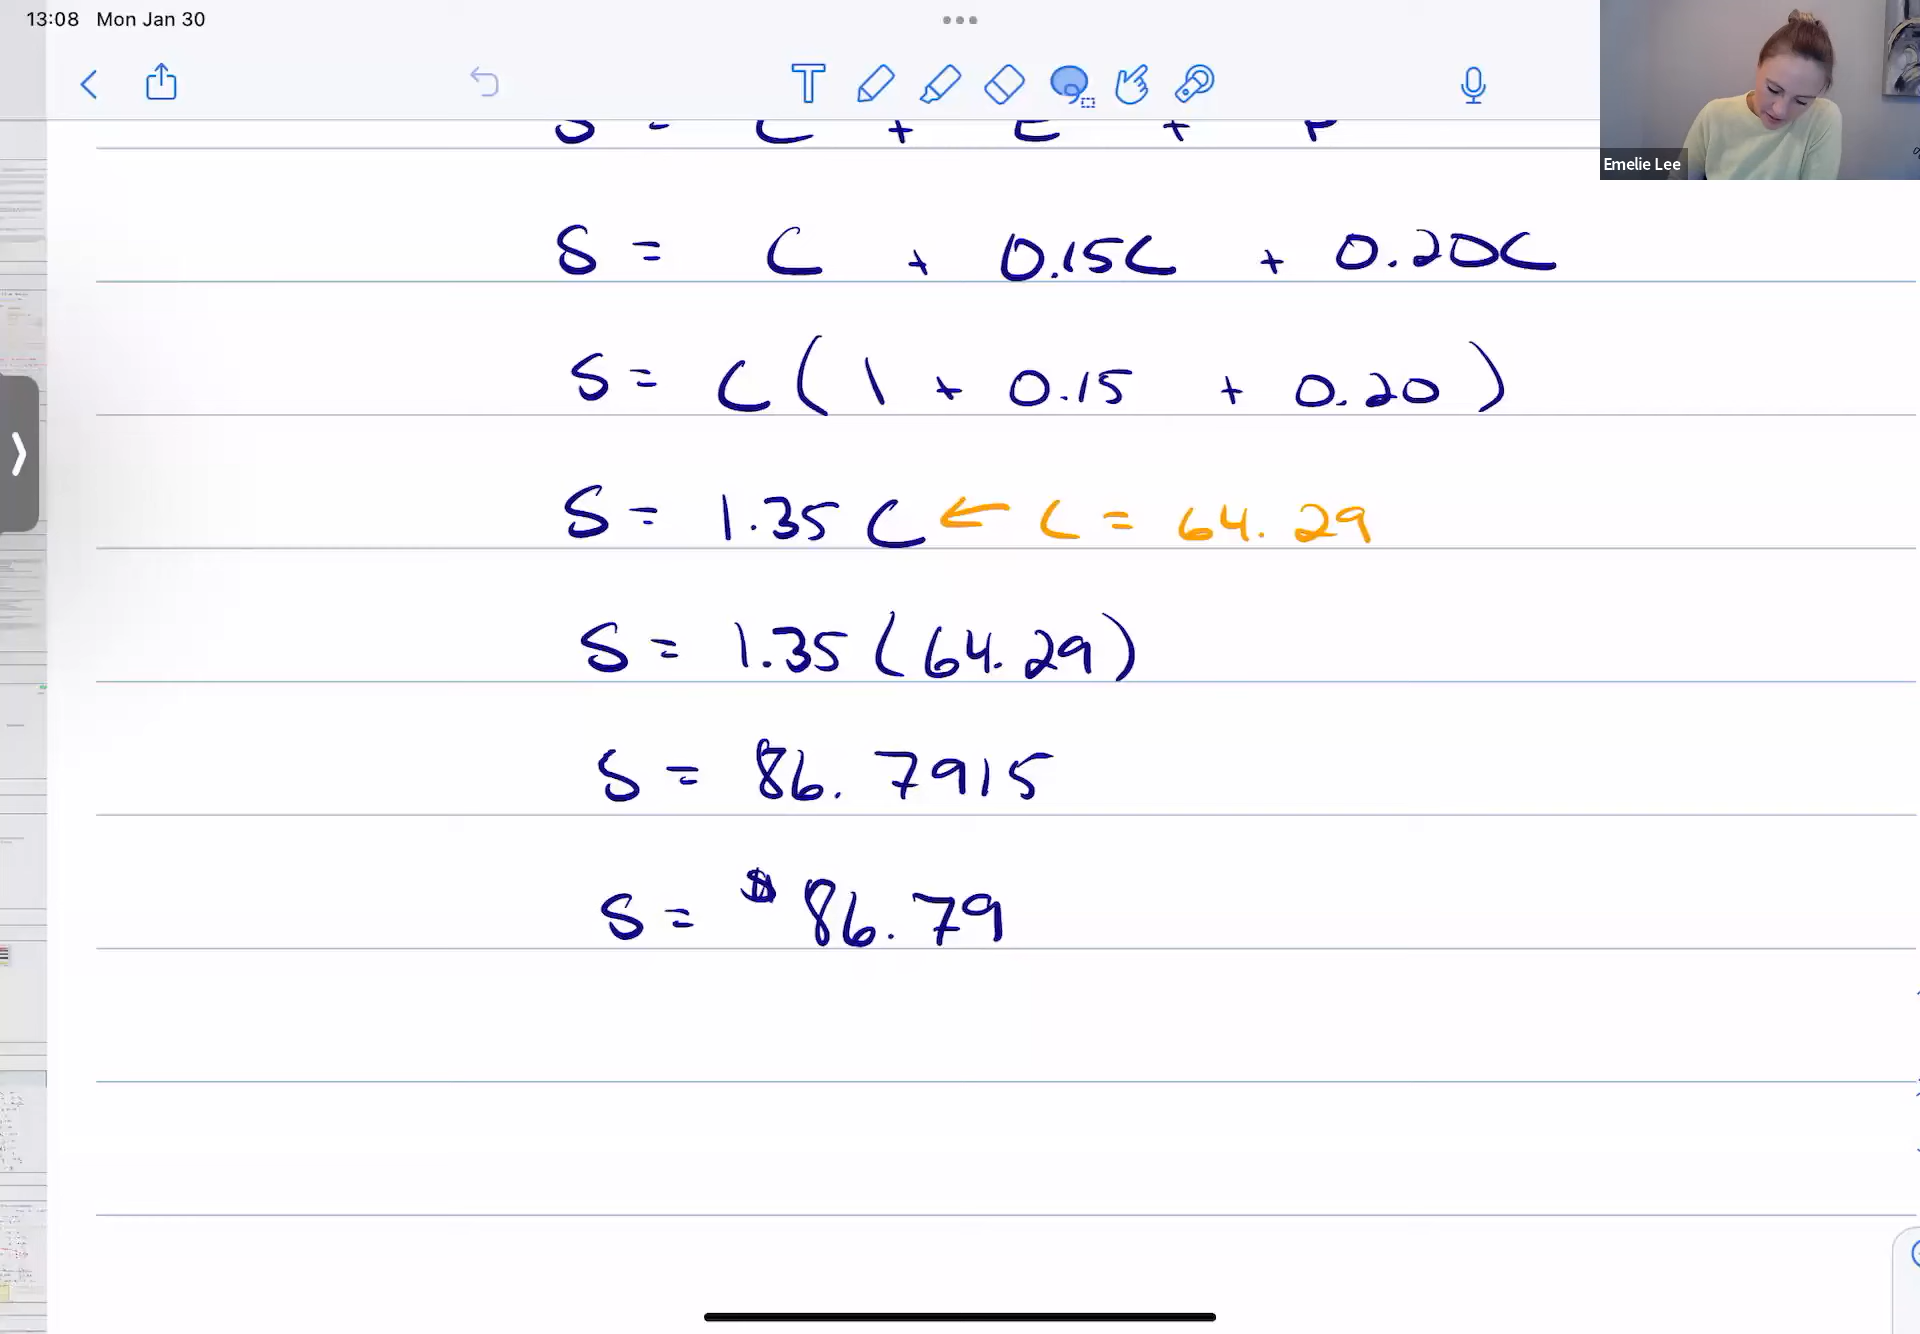 13:08 Mon Jan 30
T
Emelie Lee
S = C + E + P
S = C + 0.15C + 0.20C
S = C ( 1 + 0.15 + 0.20 )
S = 1.35 C ← C = 64.29
S = 1.35 (64.29)
S = 86.7915
S = $86.79